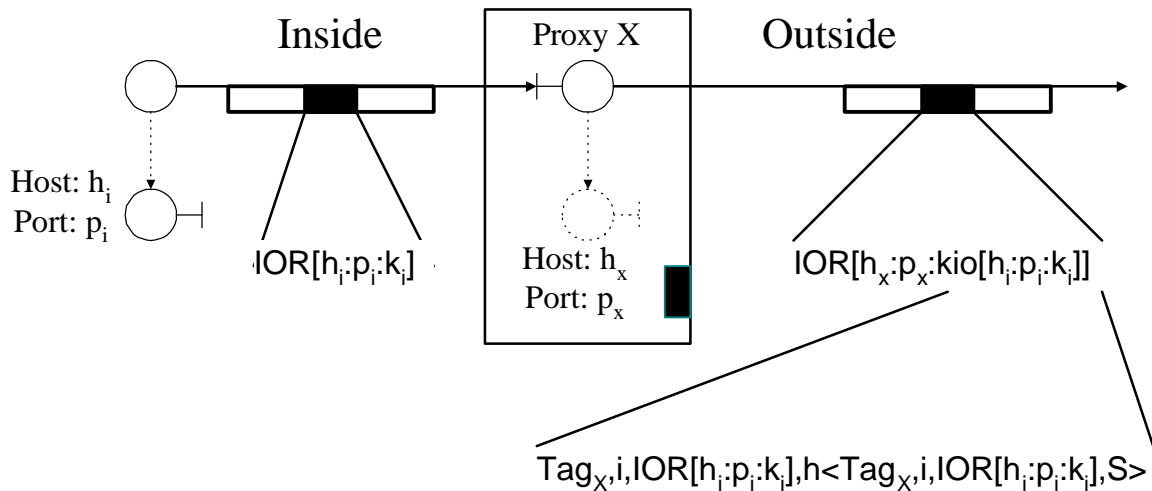 Inside
Proxy X
Outside
Host: hᵢ
Port: pᵢ
IOR[hᵢ:pᵢ:kᵢ]
Host: hₓ
Port: pₓ
IOR[hₓ:pₓ:kio[hᵢ:pᵢ:kᵢ]]
Tagₓ,i,IOR[hᵢ:pᵢ:kᵢ],h<Tagₓ,i,IOR[hᵢ:pᵢ:kᵢ],S>